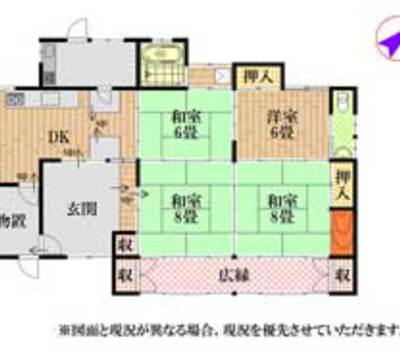 押入
和室
6畳
洋室
6畳
DK
玄関
和室
8畳
和室
8畳
押入
物置
収
収
広縁
収
※図面と現況が異なる場合、現況を優先させていただきます